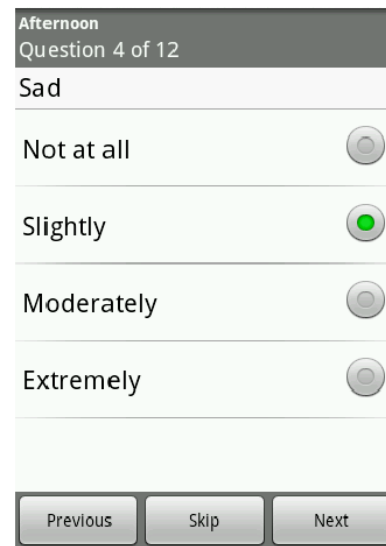 Afternoon
Question 4 of 12
Sad
Not at all
Slightly
Moderately
Extremely
Previous Skip Next